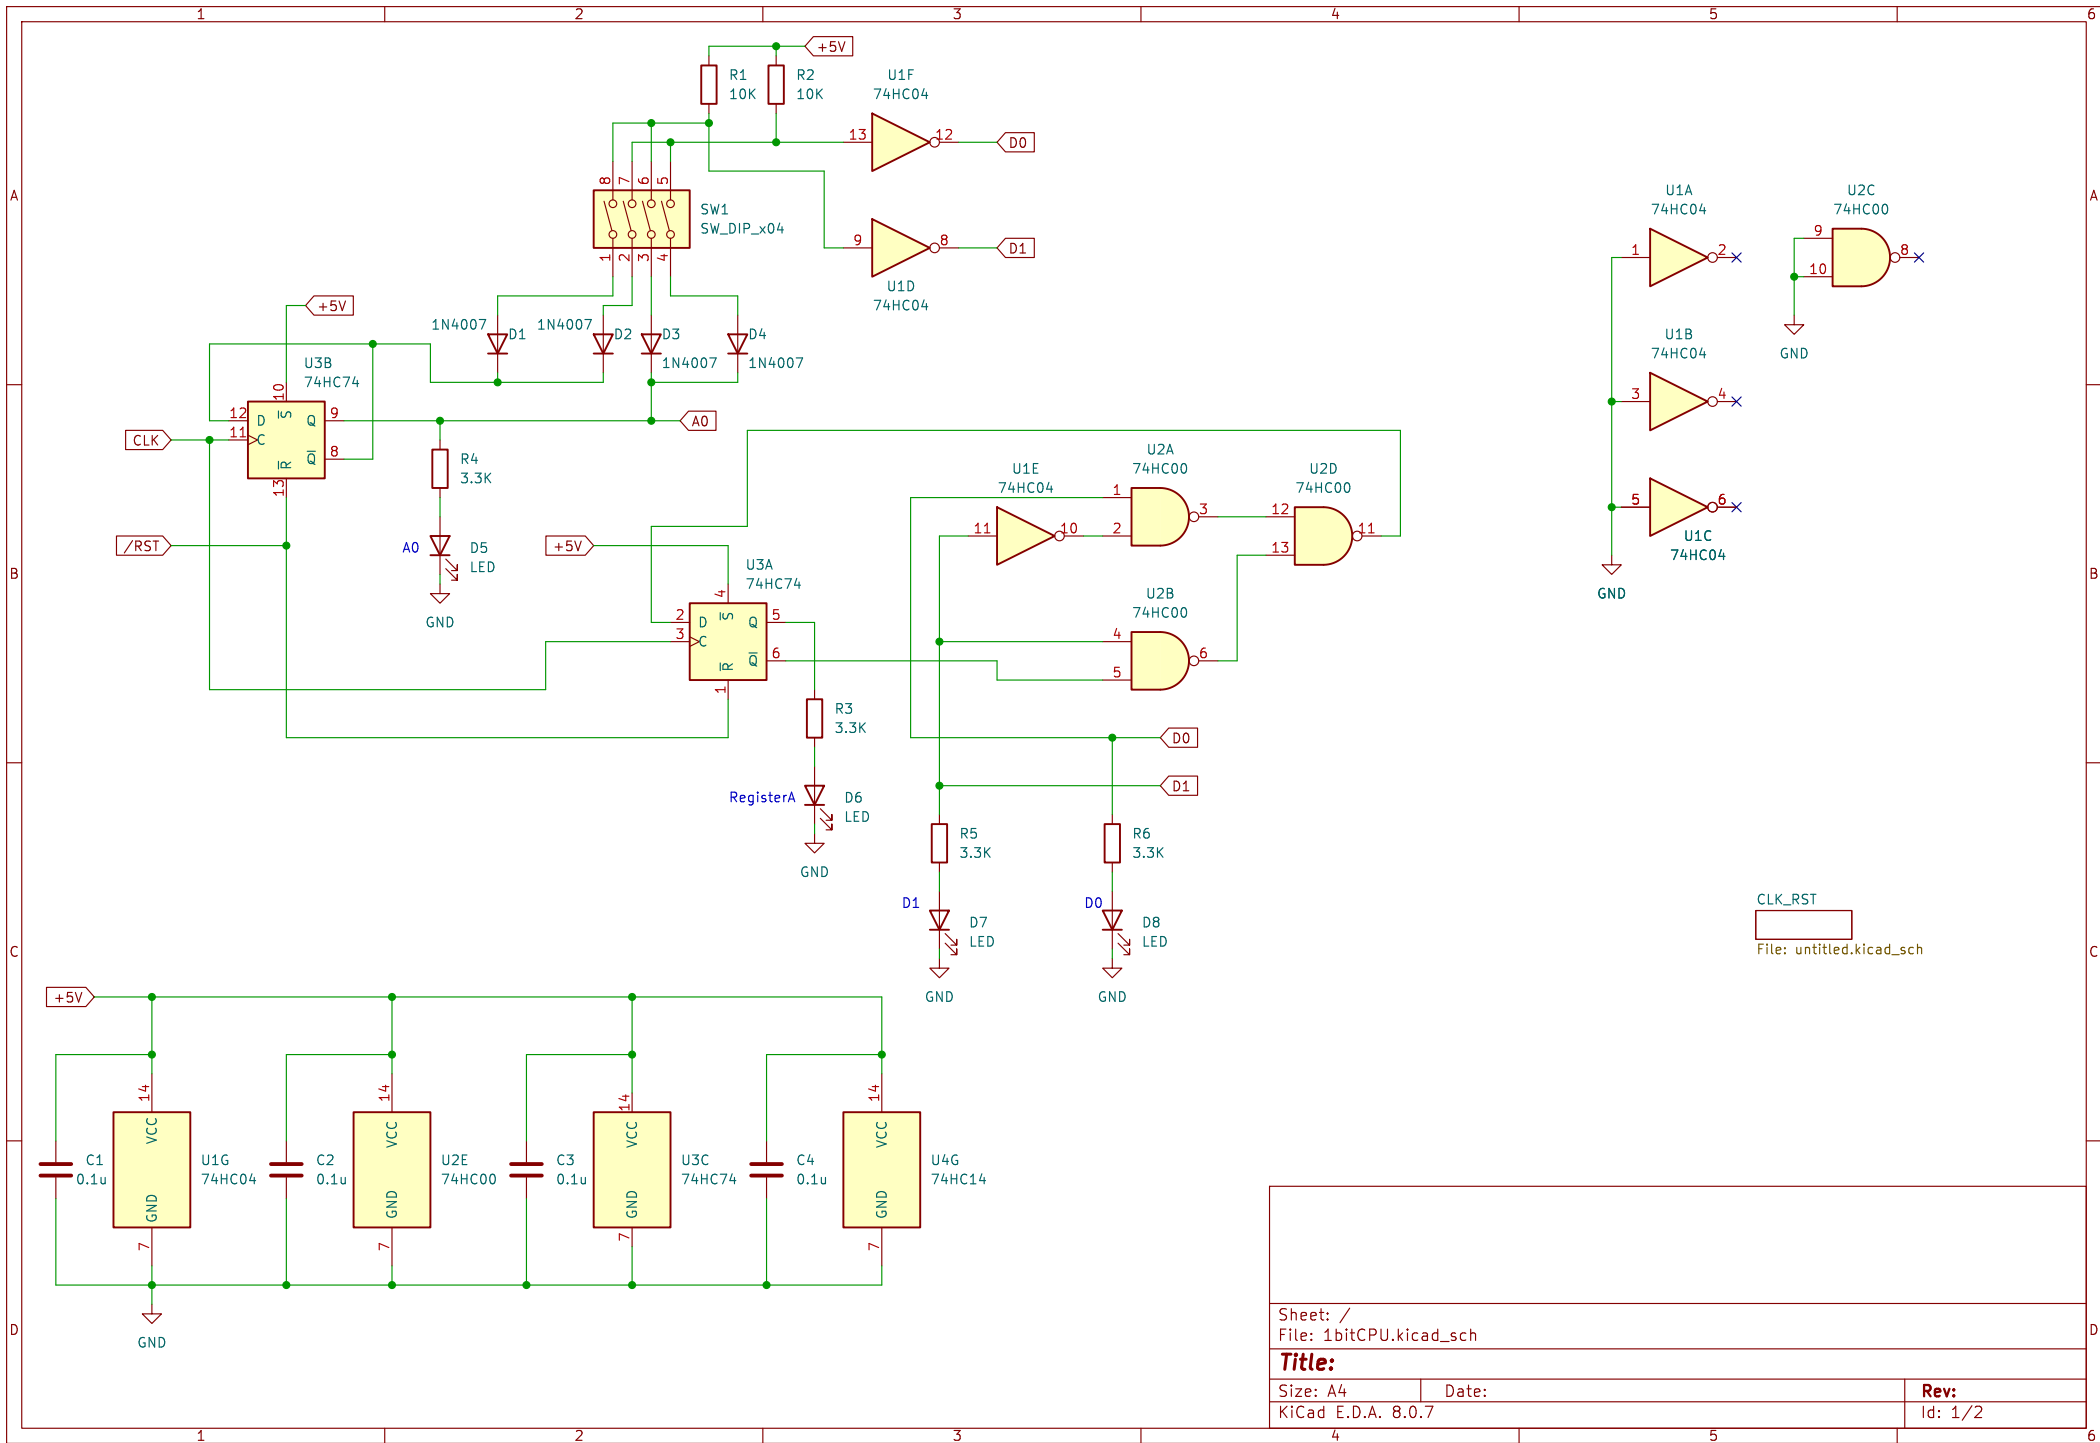 1 2 3 4 5 6
+5V
R1
10K
R2
10K
U1F
74HC04
13 12
D0
8 7 6 5
SW1
SW_DIP_x04
1 2 3 4
9 8
D1
U1D
74HC04
A A
U1A
74HC04
1 2
U2C
74HC00
9
10
8
GND
U1B
74HC04
3 4
5 6
U1C
74HC04
GND
+5V
1N4007 D1
1N4007 D2
D3
1N4007
D4
1N4007
U3B
74HC74
10
12 D S Q 9
CLK
11 C
R Q 8
13
A0
R4
3.3K
/RST
A0
D5
LED
GND
+5V
U3A
74HC74
4
2 D S Q 5
3 C
R Q 6
1
U1E
74HC04
11 10
U2A
74HC00
1
2
3
U2D
74HC00
12
13
11
U2B
74HC00
4
5
6
B B
R3
3.3K
RegisterA
D6
LED
GND
D0
D1
R5
3.3K
R6
3.3K
D1
D7
LED
GND
D0
D8
LED
GND
CLK_RST
File: untitled.kicad_sch
C C
+5V
14 14 14 14
VCC VCC VCC VCC
C1
0.1u
U1G
74HC04
C2
0.1u
U2E
74HC00
C3
0.1u
U3C
74HC74
C4
0.1u
U4G
74HC14
GND GND GND GND
7 7 7 7
GND
D D
Sheet: /
File: 1bitCPU.kicad_sch
Title:
Size: A4 Date: Rev:
KiCad E.D.A. 8.0.7 Id: 1/2
1 2 3 4 5 6